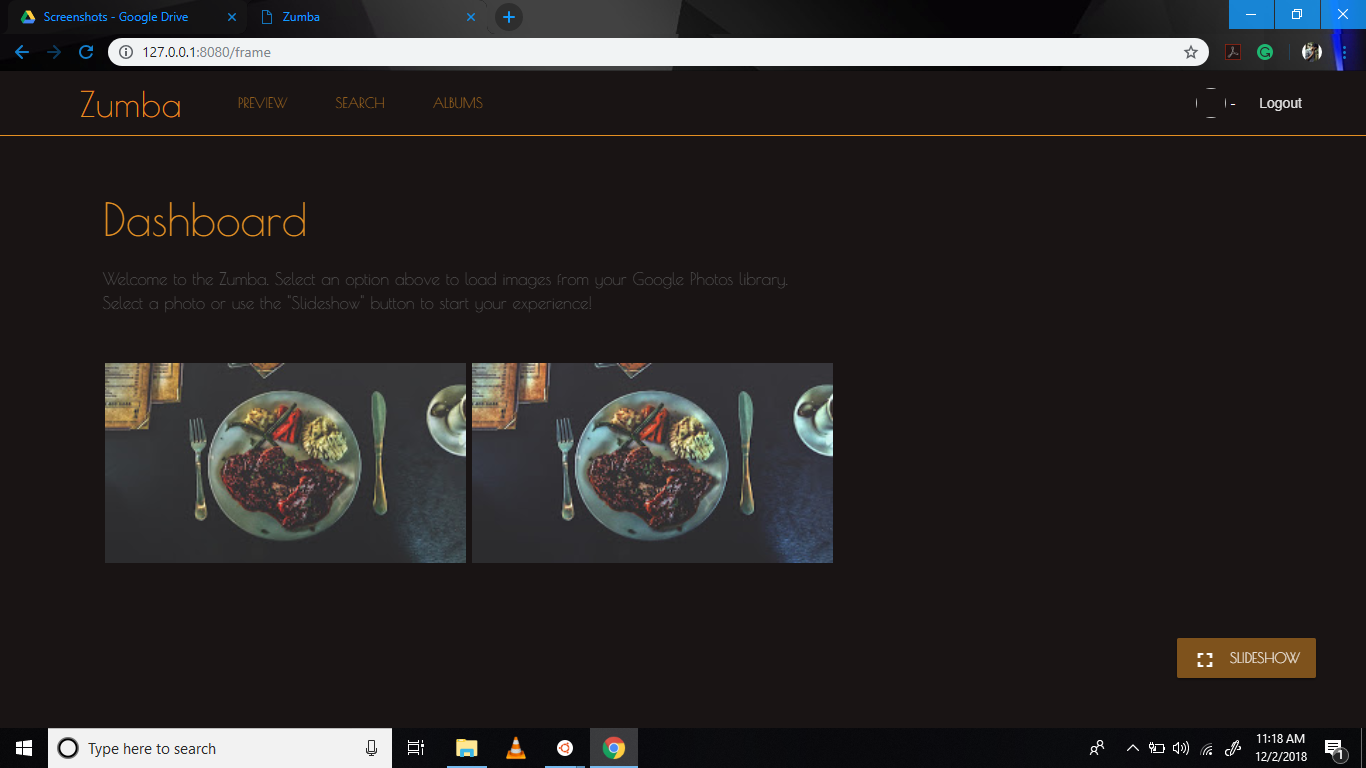 Screenshots - Google Drive
Zumba
127.0.0.1:8080/frame
Zumba
PREVIEW
SEARCH
ALBUMS
-
Logout
Dashboard
Welcome to the Zumba. Select an option above to load images from your Google Photos library.
Select a photo or use the "Slideshow" button to start your experience!
SLIDESHOW
Type here to search
11:18 AM
12/2/2018
1